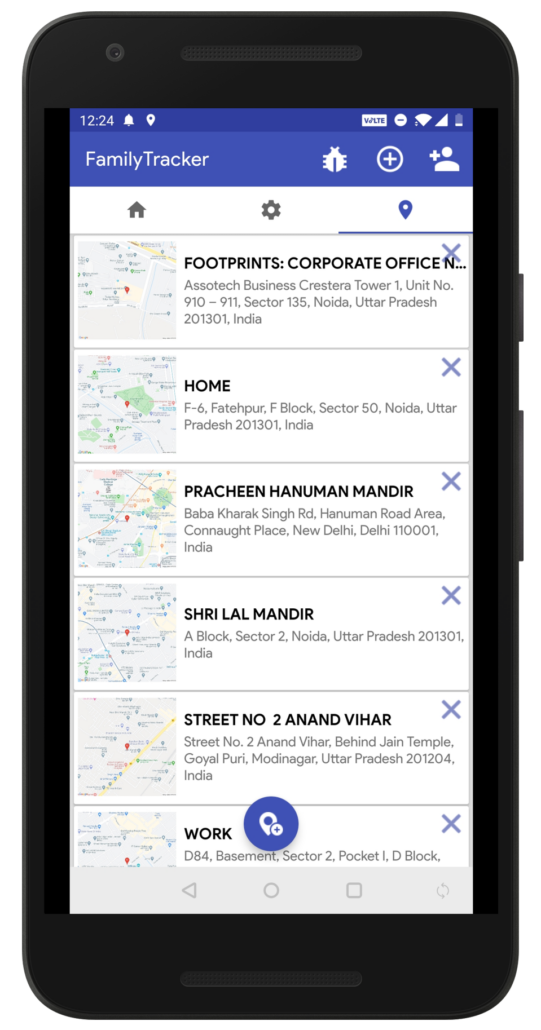 12:24
VoLTE
FamilyTracker
FOOTPRINTS: CORPORATE OFFICE N...
Assotech Business Crestera Tower 1, Unit No.
910 – 911, Sector 135, Noida, Uttar Pradesh
201301, India
HOME
F-6, Fatehpur, F Block, Sector 50, Noida, Uttar
Pradesh 201301, India
PRACHEEN HANUMAN MANDIR
Baba Kharak Singh Rd, Hanuman Road Area,
Connaught Place, New Delhi, Delhi 110001,
India
SHRI LAL MANDIR
A Block, Sector 2, Noida, Uttar Pradesh 201301,
India
STREET NO  2 ANAND VIHAR
Street No. 2 Anand Vihar, Behind Jain Temple,
Goyal Puri, Modinagar, Uttar Pradesh 201204,
India
WORK
D84, Basement, Sector 2, Pocket I, D Block,